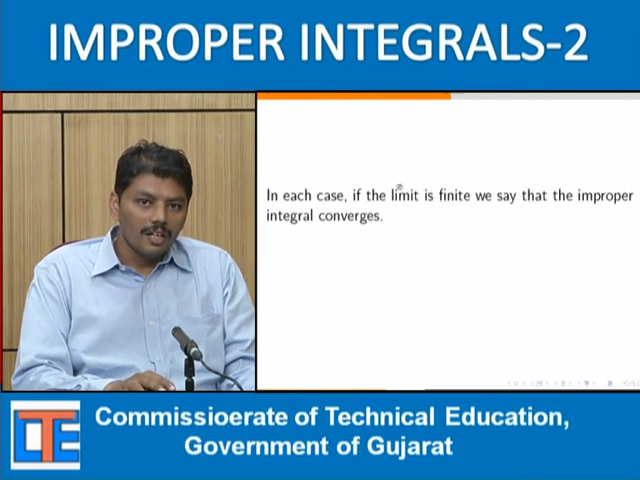 IMPROPER INTEGRALS-2
In each case, if the limit is finite we say that the improper
integral converges.
CTE
Commissioerate of Technical Education,
Government of Gujarat